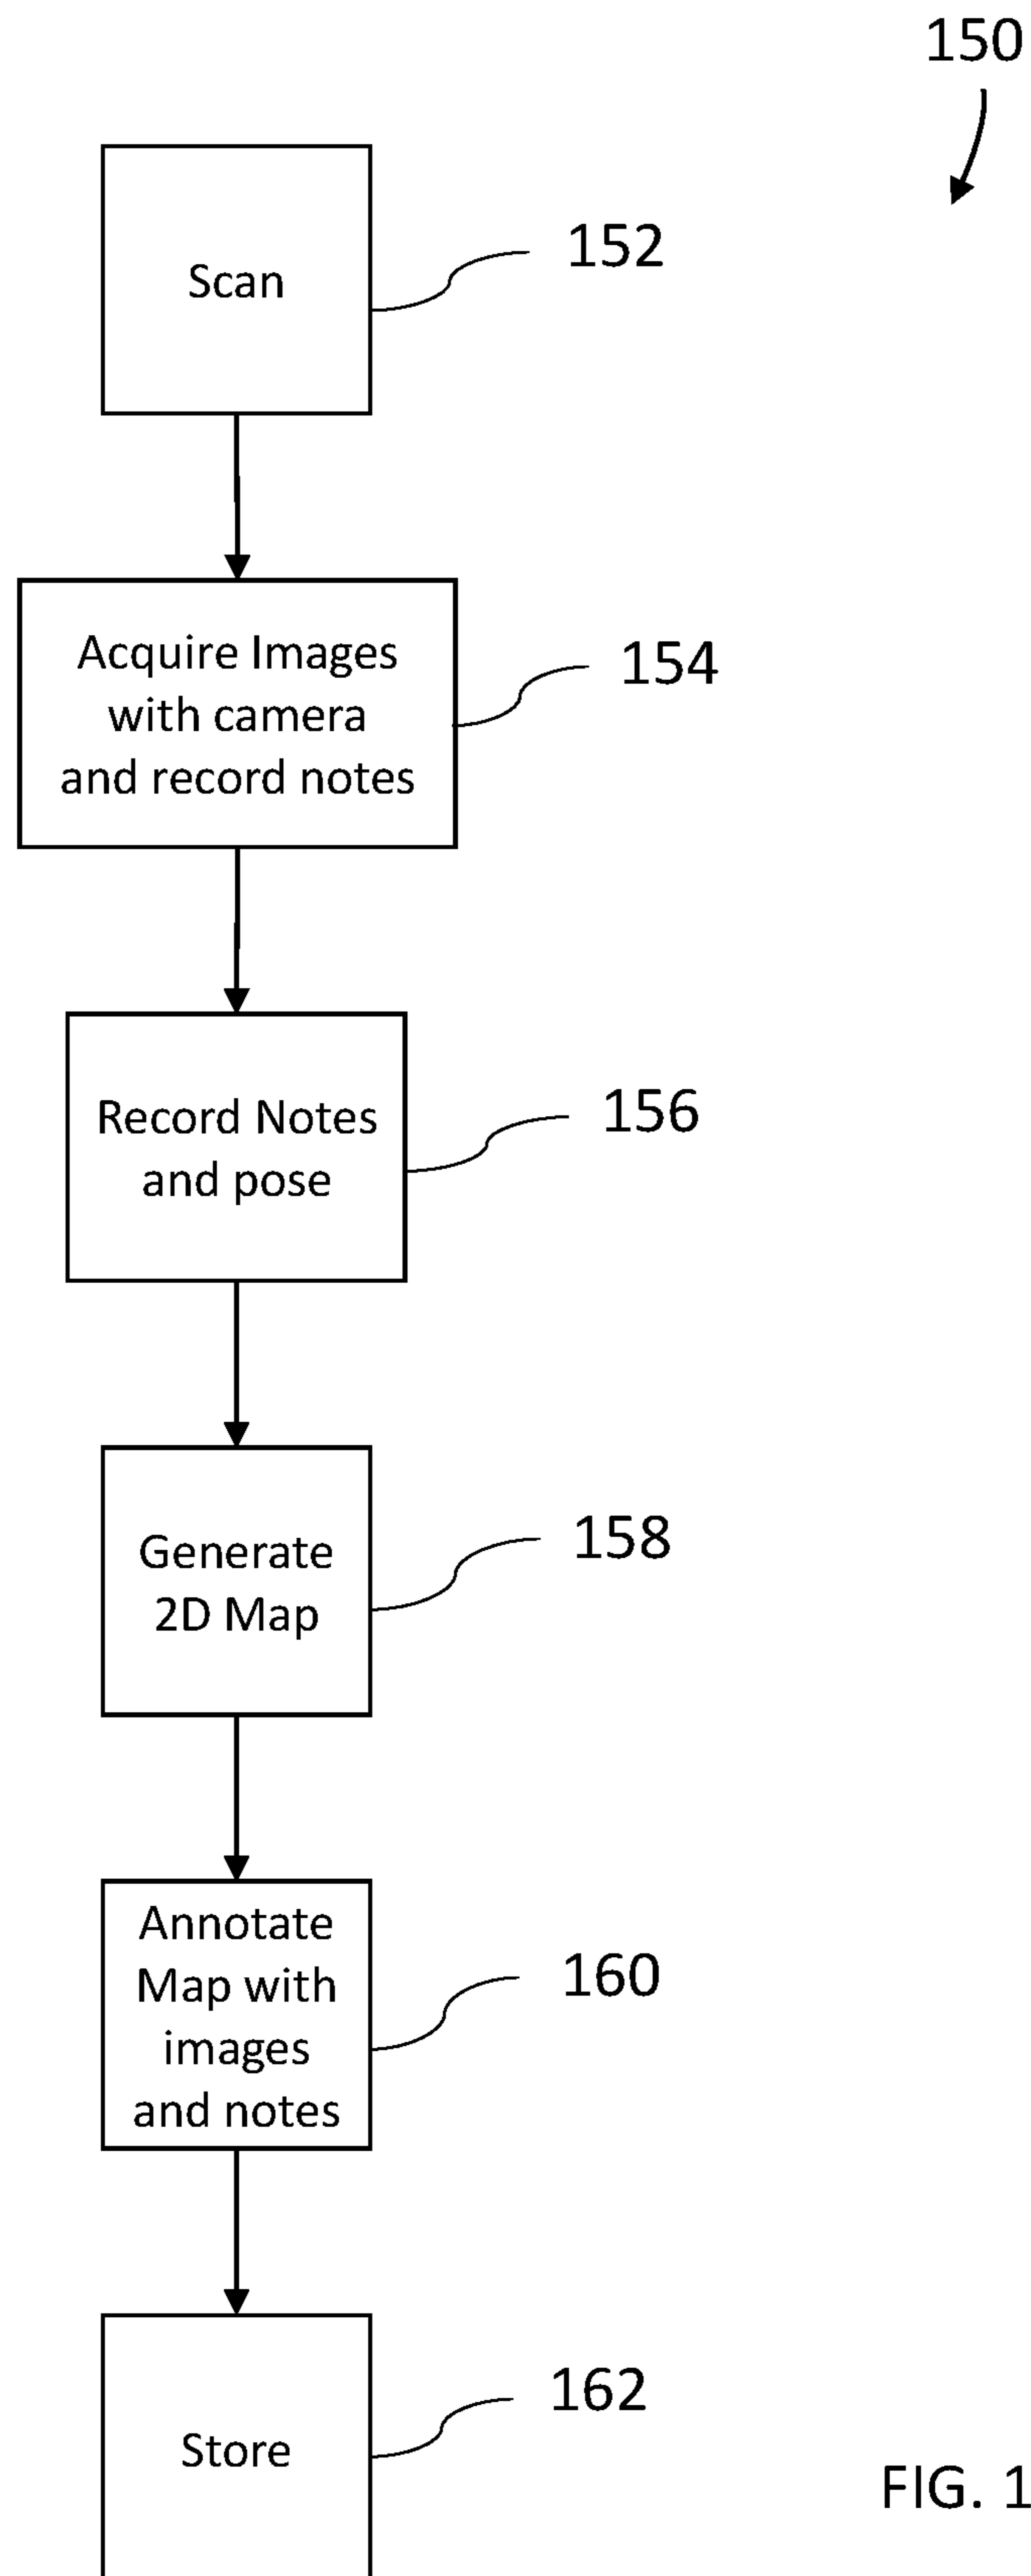 150
Scan
152
Acquire Images
with camera
and record notes
154
Record Notes
and pose
156
Generate
2D Map
158
Annotate
Map with
images
and notes
160
Store
162
FIG. 1